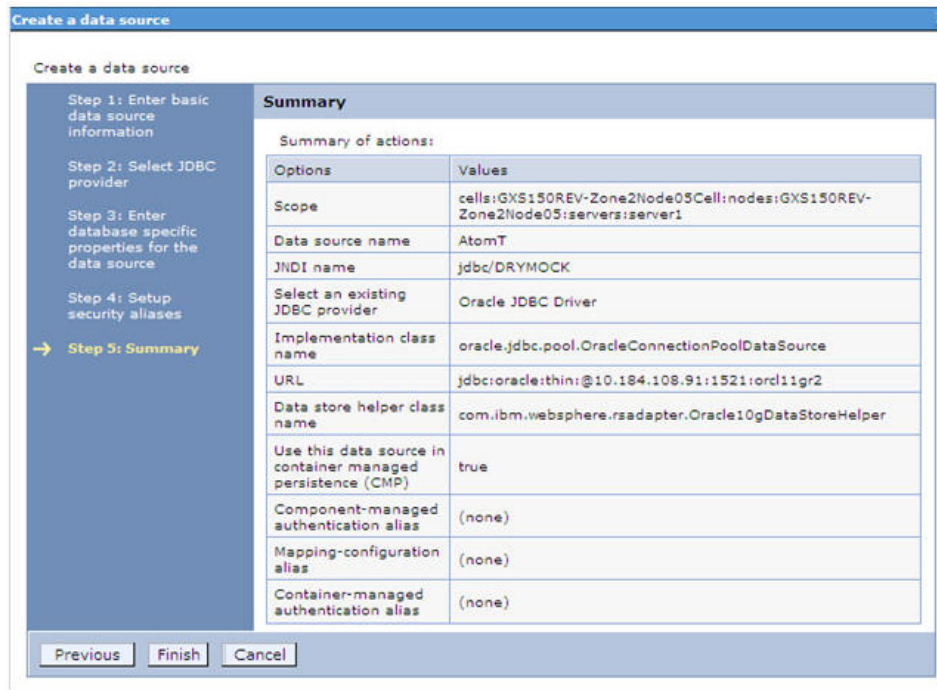 Create a data source
Create a data source
Step 1: Enter basic
data source
information
Step 2: Select JDBC
provider
Step 3: Enter
database specific
properties for the
data source
Step 4: Setup
security aliases
Step 5: Summary
Summary
Summary of actions:
Options Values
Scope cells:GXS150REV-Zone2Node05Cell:nodes:GXS150REV-
Zone2Node05:servers:server1
Data source name AtomT
JNDI name jdbc/DRYMOCK
Select an existing
JDBC provider Oracle JDBC Driver
Implementation class
name oracle.jdbc.pool.OracleConnectionPoolDataSource
URL jdbc:oracle:thin:@10.184.108.91:1521:orcl11gr2
Data store helper class
name com.ibm.websphere.rsadapter.Oracle10gDataStoreHelper
Use this data source in
container managed
persistence (CMP) true
Component-managed
authentication alias (none)
Mapping-configuration
alias (none)
Container-managed
authentication alias (none)
Previous Finish Cancel